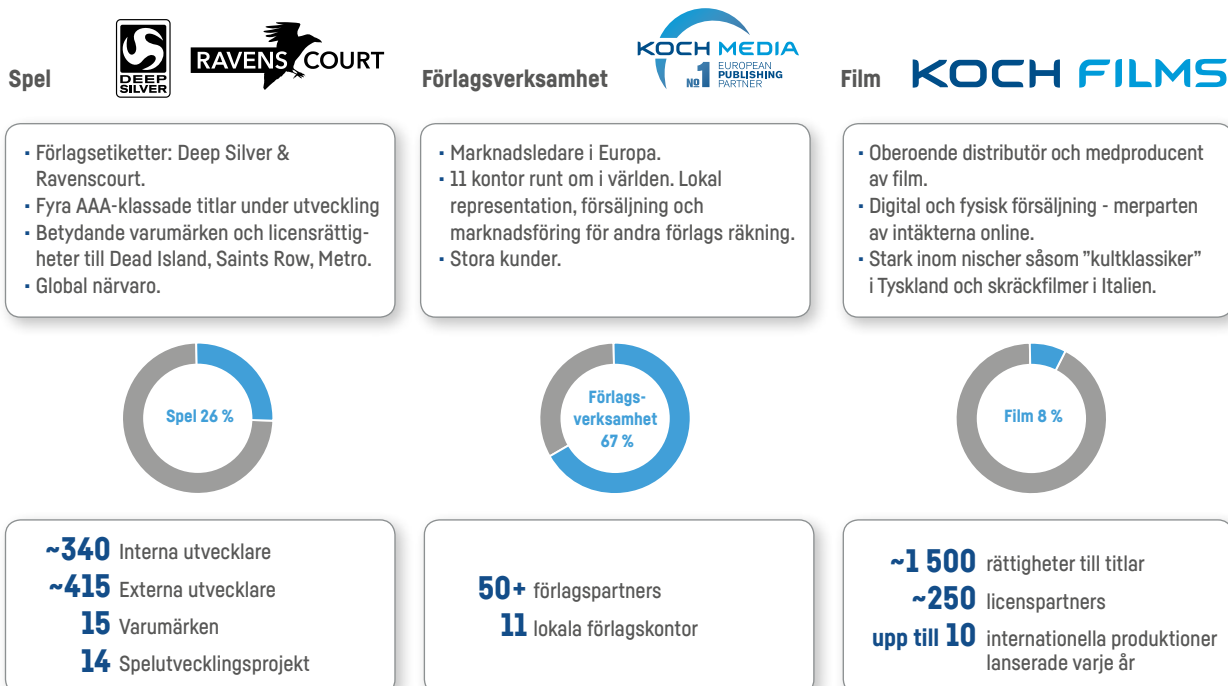 Spel
DEEP
SILVER
RAVENSCOURT
· Förlagsetiketter: Deep Silver &
Ravenscourt.
· Fyra AAA-klassade titlar under utveckling
· Betydande varumärken och licensrättig-
heter till Dead Island, Saints Row, Metro.
· Global närvaro.
Spel 26 %
~340 Interna utvecklare
~415 Externa utvecklare
15 Varumärken
14 Spelutvecklingsprojekt
Förlagsverksamhet
KOCH MEDIA
No 1 EUROPEAN
PUBLISHING
PARTNER
· Marknadsledare i Europa.
· 11 kontor runt om i världen. Lokal
representation, försäljning och
marknadsföring för andra förlags räkning.
· Stora kunder.
Förlags-
verksamhet
67 %
50+ förlagspartners
11 lokala förlagskontor
Film
KOCH FILMS
· Oberoende distributör och medproducent
av film.
· Digital och fysisk försäljning - merparten
av intäkterna online.
· Stark inom nischer såsom ”kultklassiker”
i Tyskland och skräckfilmer i Italien.
Film 8 %
~1 500 rättigheter till titlar
~250 licenspartners
upp till 10 internationella produktioner
lanserade varje år